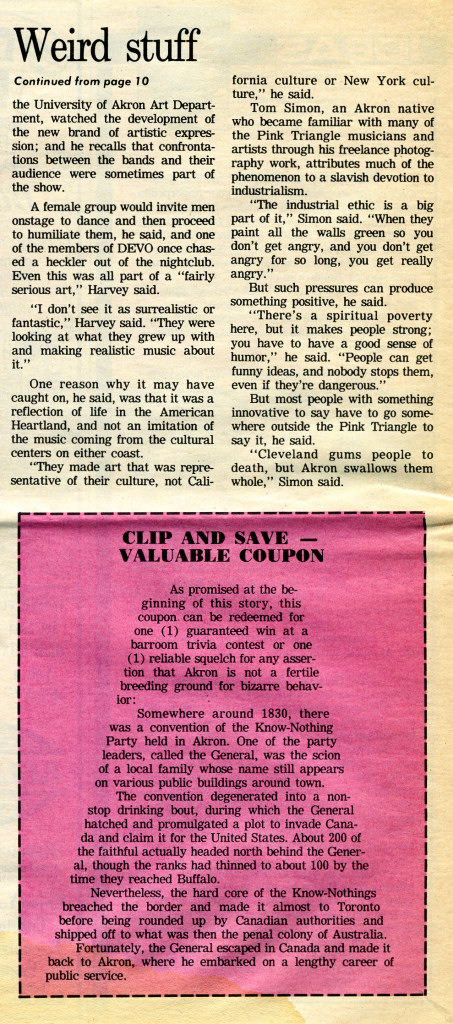 Weird stuff
Continued from page 10
the University of Akron Art Depart-
ment, watched the development of
the new brand of artistic expres-
sion; and he recalls that confronta-
tions between the bands and their
audience were sometimes part of
the show.
A female group would invite men
onstage to dance and then proceed
to humiliate them, he said, and one
of the members of DEVO once chas-
ed a heckler out of the nightclub.
Even this was all part of a "fairly
serious art," Harvey said.
"I don't see it as surrealistic or
fantastic," Harvey said. "They were
looking at what they grew up with
and making realistic music about
it."
One reason why it may have
caught on, he said, was that it was a
reflection of life in the American
Heartland, and not an imitation of
the music coming from the cultural
centers on either coast.
"They made art that was repre-
sentative of their culture, not Cali-
fornia culture or New York cul-
ture," he said.
Tom Simon, an Akron native
who became familiar with many of
the Pink Triangle musicians and
artists through his freelance photog-
raphy work, attributes much of the
phenomenon to a slavish devotion to
industrialism.
"The industrial ethic is a big
part of it," Simon said. "When they
paint all the walls green so you
don't get angry, and you don't get
angry for so long, you get really
angry."
But such pressures can produce
something positive, he said.
"There's a spiritual poverty
here, but it makes people strong;
you have to have a good sense of
humor," he said. "People can get
funny ideas, and nobody stops them,
even if they're dangerous."
But most people with something
innovative to say have to go some-
where outside the Pink Triangle to
say it, he said.
"Cleveland gums people to
death, but Akron swallows them
whole," Simon said.
CLIP AND SAVE —
VALUABLE COUPON
As promised at the be-
ginning of this story, this
coupon can be redeemed for
one (1) guaranteed win at a
barroom trivia contest or one
(1) reliable squelch for any asser-
tion that Akron is not a fertile
breeding ground for bizarre behav-
ior:
Somewhere around 1830, there
was a convention of the Know-Nothing
Party held in Akron. One of the party
leaders, called the General, was the scion
of a local family whose name still appears
on various public buildings around town.
The convention degenerated into a non-
stop drinking bout, during which the General
hatched and promulgated a plot to invade Cana-
da and claim it for the United States. About 200 of
the faithful actually headed north behind the Gener-
al, though the ranks had thinned to about 100 by the
time they reached Buffalo.
Nevertheless, the hard core of the Know-Nothings
breached the border and made it almost to Toronto
before being rounded up by Canadian authorities and
shipped off to what was then the penal colony of Australia.
Fortunately, the General escaped in Canada and made it
back to Akron, where he embarked on a lengthy career of
public service.